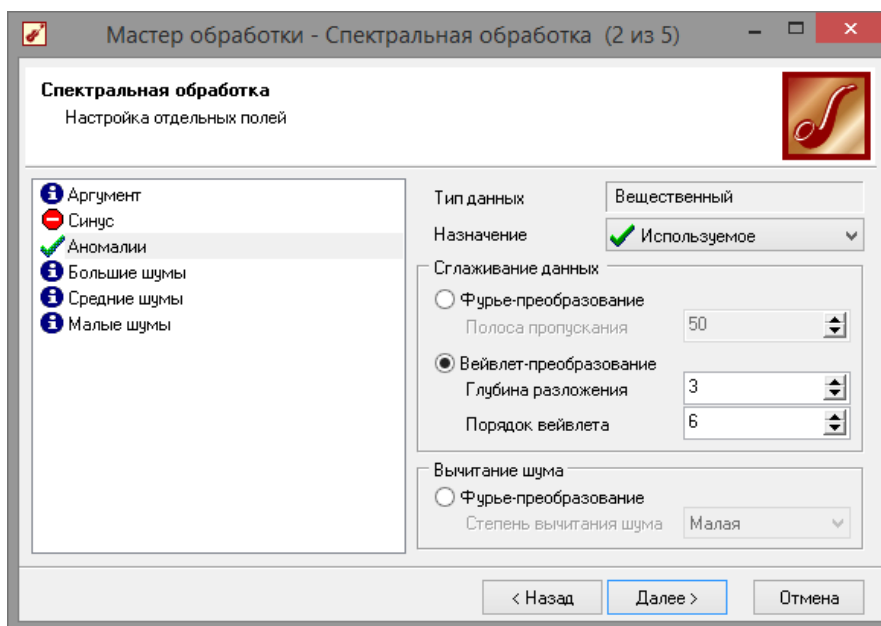 Мастер обработки - Спектральная обработка (2 из 5)
Спектральная обработка
Настройка отдельных полей
Аргумент
Синус
Аномалии
Большие шумы
Средние шумы
Малые шумы
Тип данных Вещественный
Назначение Используемое
Сглаживание данных
Фурье-преобразование
Полоса пропускания 50
Вейвлет-преобразование
Глубина разложения 3
Порядок вейвлета 6
Вычитание шума
Фурье-преобразование
Степень вычитания шума Малая
< Назад Далее > Отмена